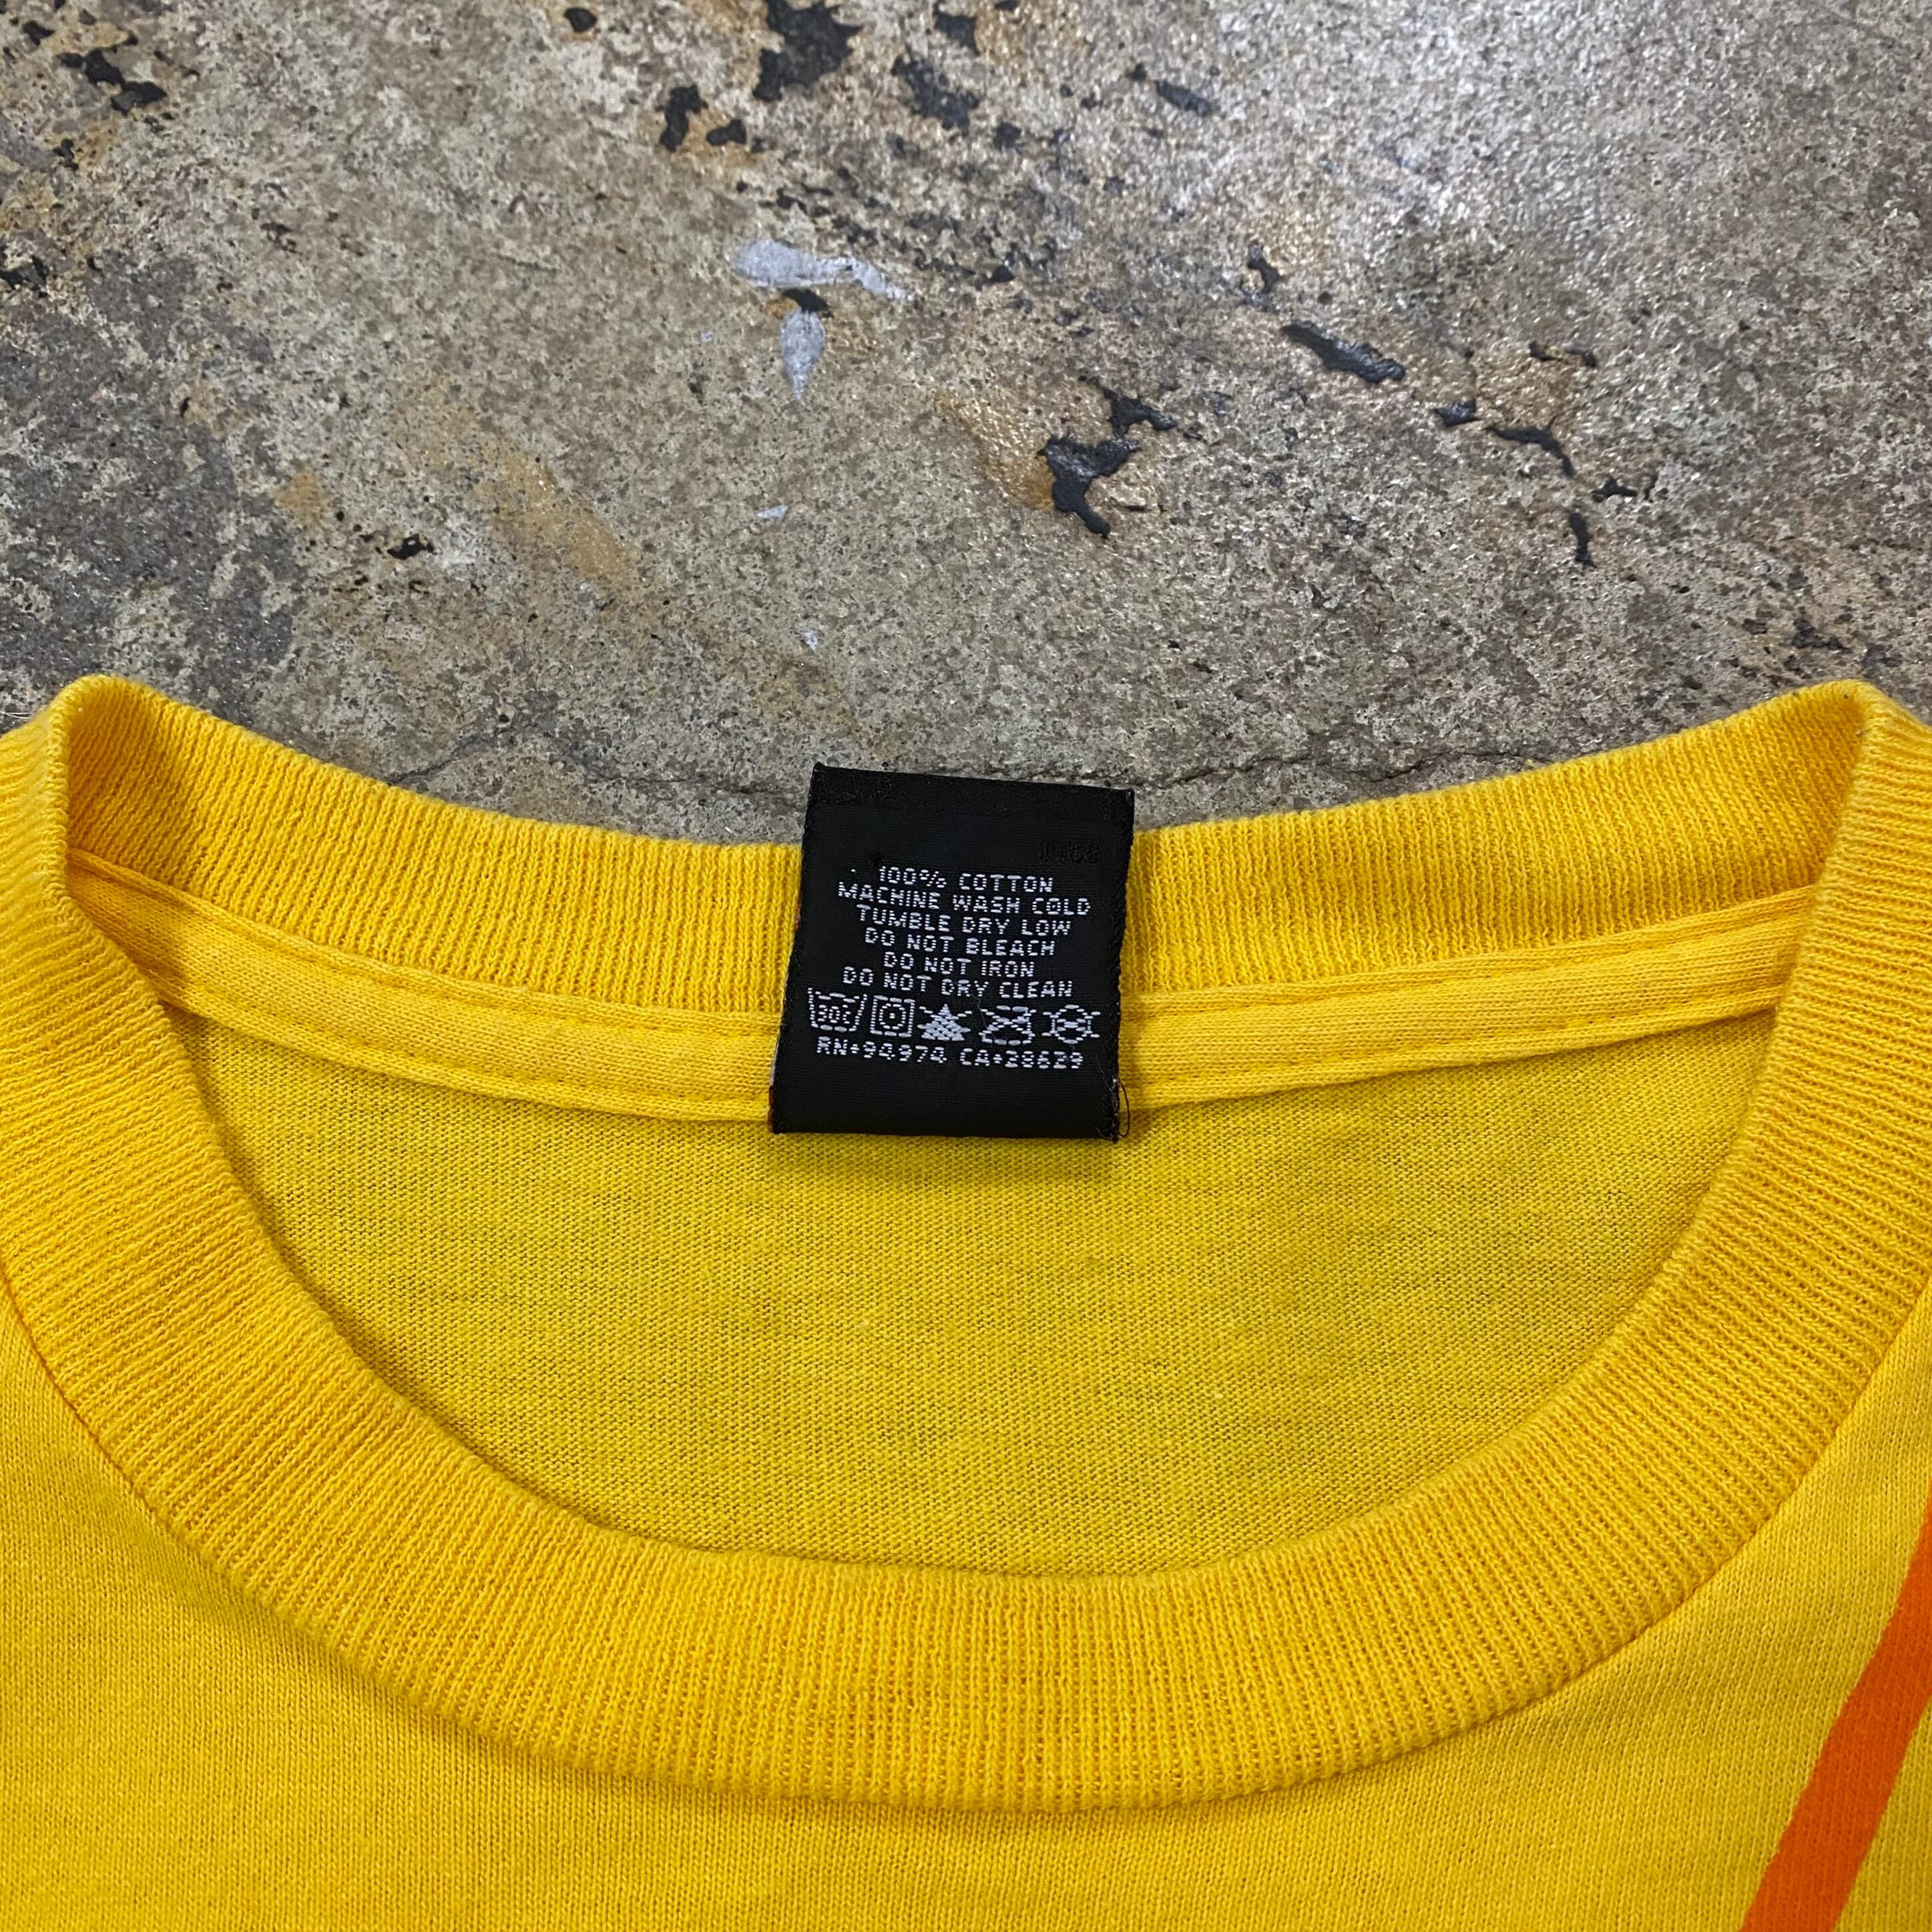 100% COTTON
MACHINE WASH COLD
TUMBLE DRY LOW
DO NOT BLEACH
DO NOT IRON
DO NOT DRY CLEAN
30C
RN*94974 CA*28629